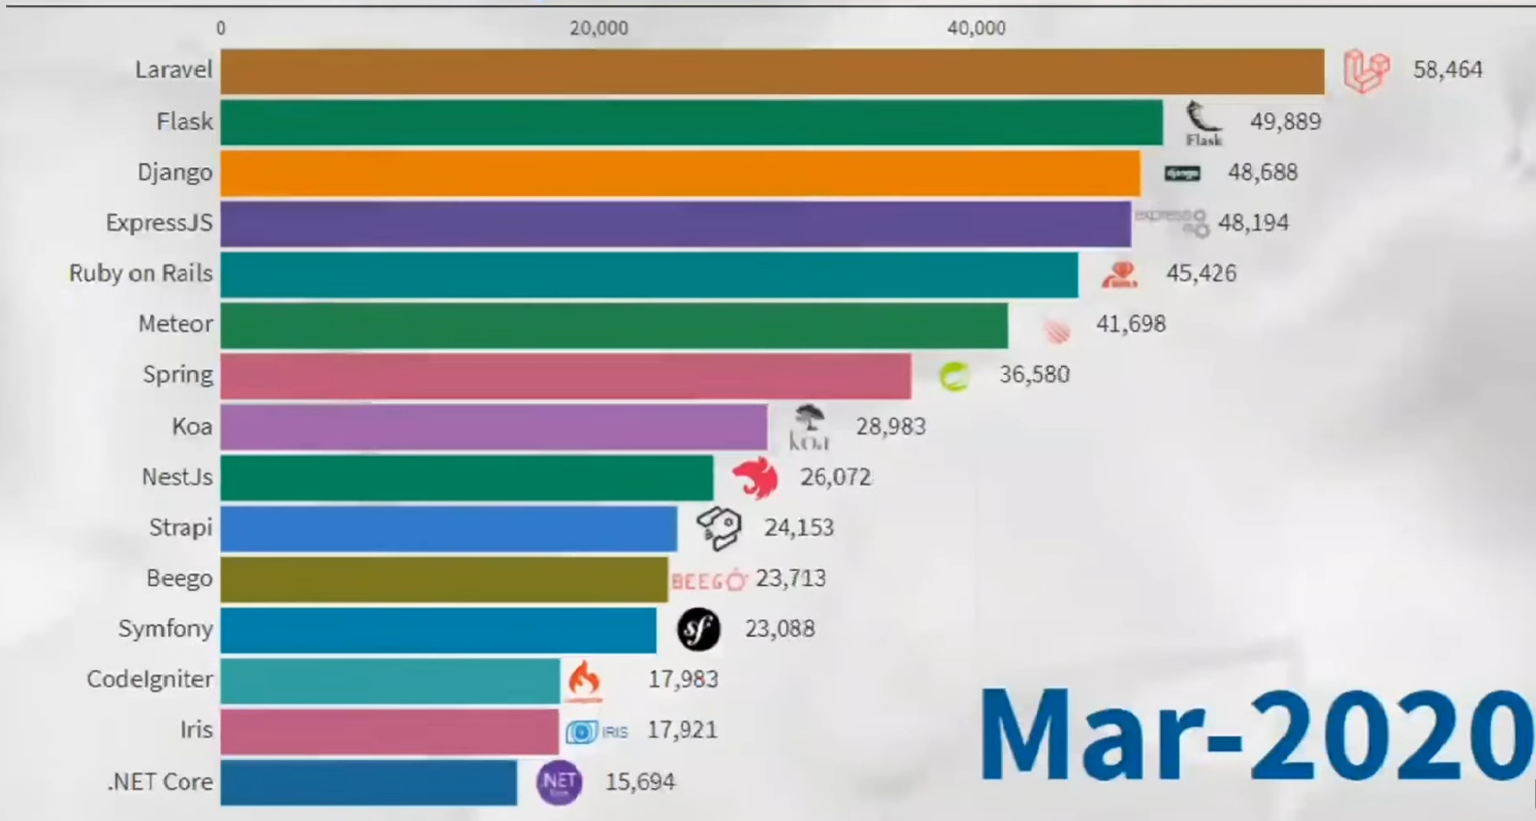 0 20,000 40,000
Laravel 58,464
Flask Flask 49,889
Django django 48,688
ExpressJS express 48,194
Ruby on Rails 45,426
Meteor 41,698
Spring 36,580
Koa koa 28,983
NestJs 26,072
Strapi 24,153
Beego BEEGO 23,713
Symfony sf 23,088
CodeIgniter 17,983
Iris IRIS 17,921
.NET Core .NET 15,694
Mar-2020